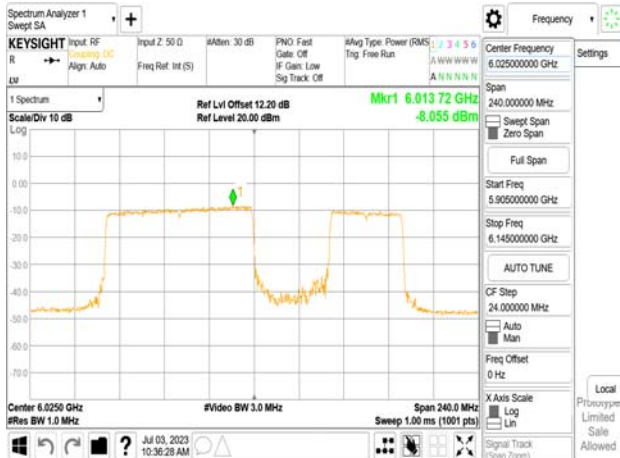 Spectrum Analyzer 1
Swept SA
+
Frequency
KEYSIGHT
Input: RF
Coupling: DC
Align: Auto
Input Z: 50 Ω
Freq Ref: Int (S)
#Atten: 30 dB
PNO: Fast
Gate: Off
IF Gain: Low
Sig Track: Off
#Avg Type: Power (RMS
Trig: Free Run
1 2 3 4 5 6
A W W W W W
A N N N N N
R
1 Spectrum
Scale/Div 10 dB
Log
Ref Lvl Offset 12.20 dB
Ref Level 20.00 dBm
Mkr1 6.013 72 GHz
-8.055 dBm
10.0
0.00
-10.0
-20.0
-30.0
-40.0
-50.0
-60.0
-70.0
1
Center 6.0250 GHz
#Res BW 1.0 MHz
#Video BW 3.0 MHz
Span 240.0 MHz
Sweep 1.00 ms (1001 pts)
?
Jul 03, 2023
10:36:28 AM
Center Frequency
6.025000000 GHz
Settings
Span
240.000000 MHz
Swept Span
Zero Span
Full Span
Start Freq
5.905000000 GHz
Stop Freq
6.145000000 GHz
AUTO TUNE
CF Step
24.000000 MHz
Auto
Man
Freq Offset
0 Hz
X Axis Scale
Log
Lin
Signal Track
(Span Zoom)
Local
Prototype
Limited
Sale
Allowed